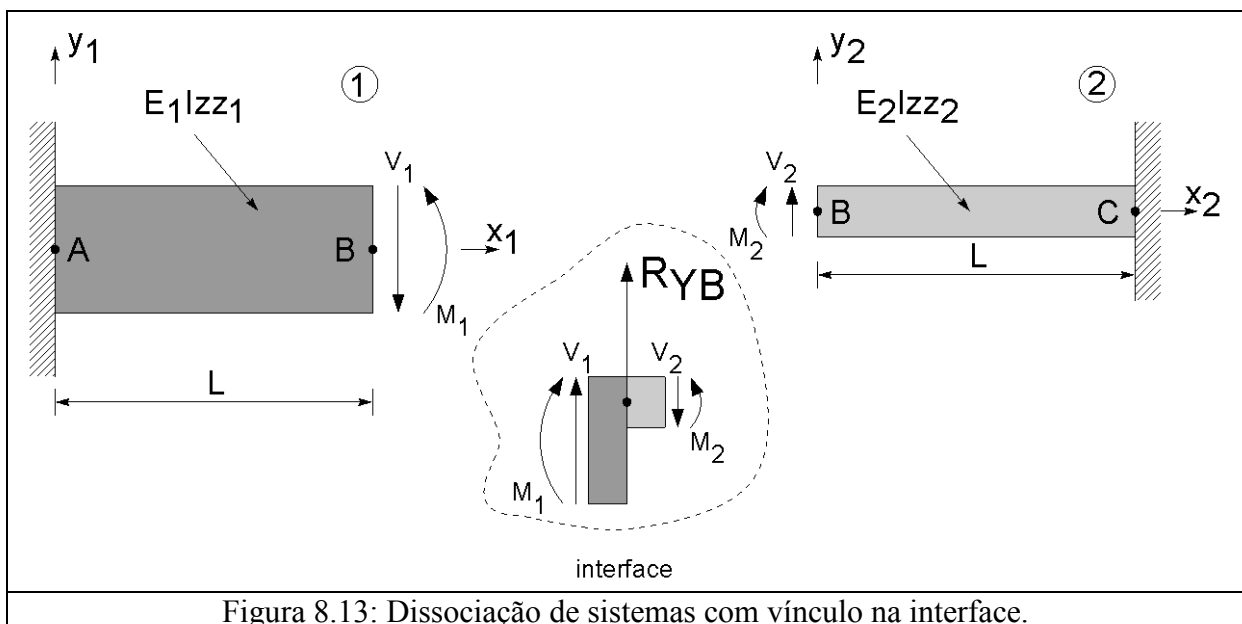 y1
1
E1Izz1
V1
A
B
x1
M1
L
y2
2
E2Izz2
V2
B
C
x2
M2
L
RYB
V1
V2
M2
M1
interface
Figura 8.13: Dissociação de sistemas com vínculo na interface.